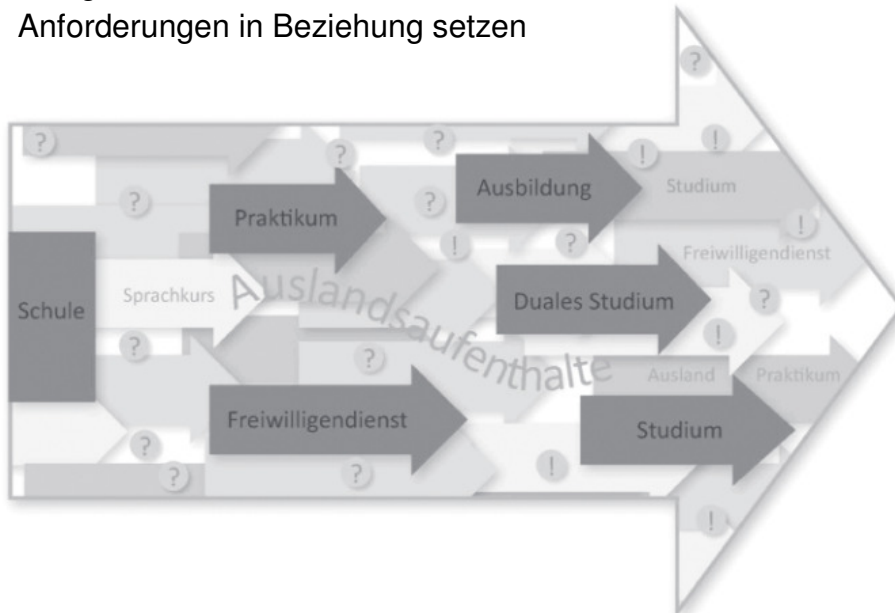 Anforderungen in Beziehung setzen
?
?
!
?
?
!
Ausbildung
Studium
?
Praktikum
?
!
!
?
Freiwilligendienst
Schule
Sprachkurs
Auslandsaufenthalte
Duales Studium
?
?
!
?
Ausland
Praktikum
Freiwilligendienst
Studium
?
!
?
?
!